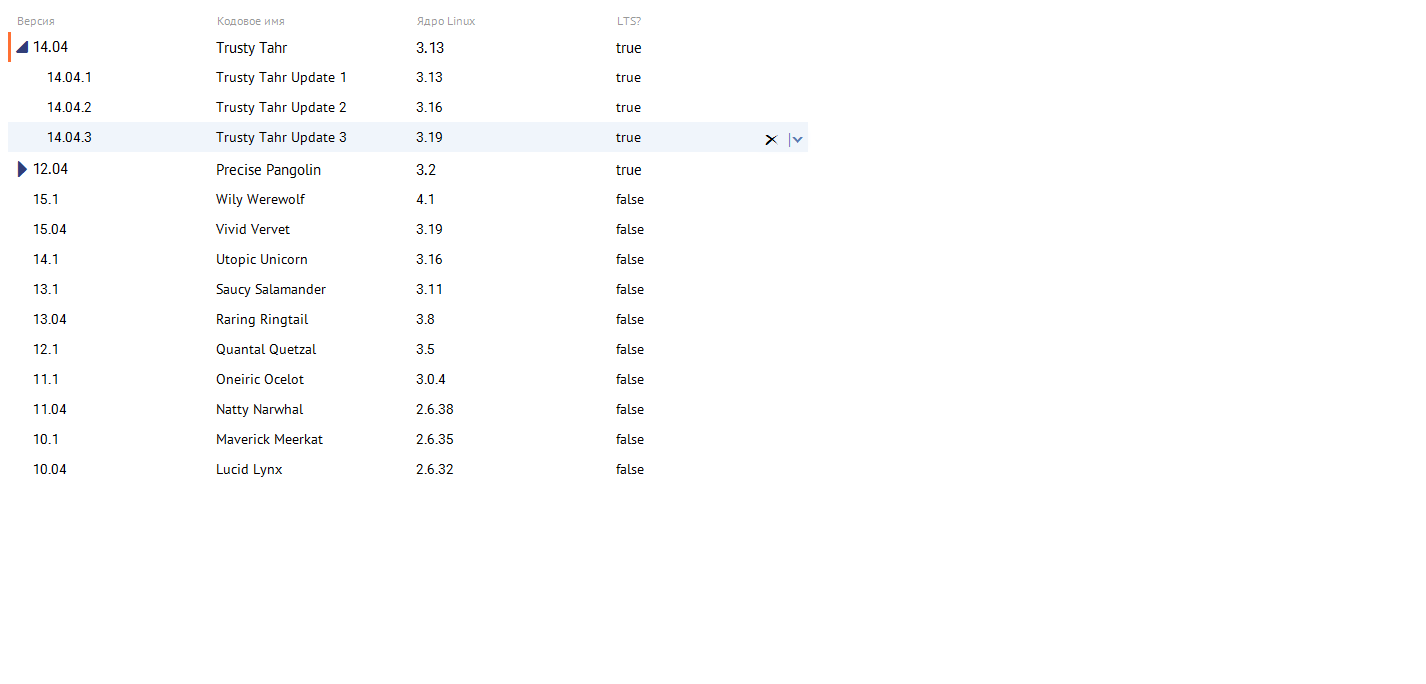 Версия Кодовое имя Ядро Linux LTS?
14.04 Trusty Tahr 3.13 true
14.04.1 Trusty Tahr Update 1 3.13 true
14.04.2 Trusty Tahr Update 2 3.16 true
14.04.3 Trusty Tahr Update 3 3.19 true
12.04 Precise Pangolin 3.2 true
15.1 Wily Werewolf 4.1 false
15.04 Vivid Vervet 3.19 false
14.1 Utopic Unicorn 3.16 false
13.1 Saucy Salamander 3.11 false
13.04 Raring Ringtail 3.8 false
12.1 Quantal Quetzal 3.5 false
11.1 Oneiric Ocelot 3.0.4 false
11.04 Natty Narwhal 2.6.38 false
10.1 Maverick Meerkat 2.6.35 false
10.04 Lucid Lynx 2.6.32 false